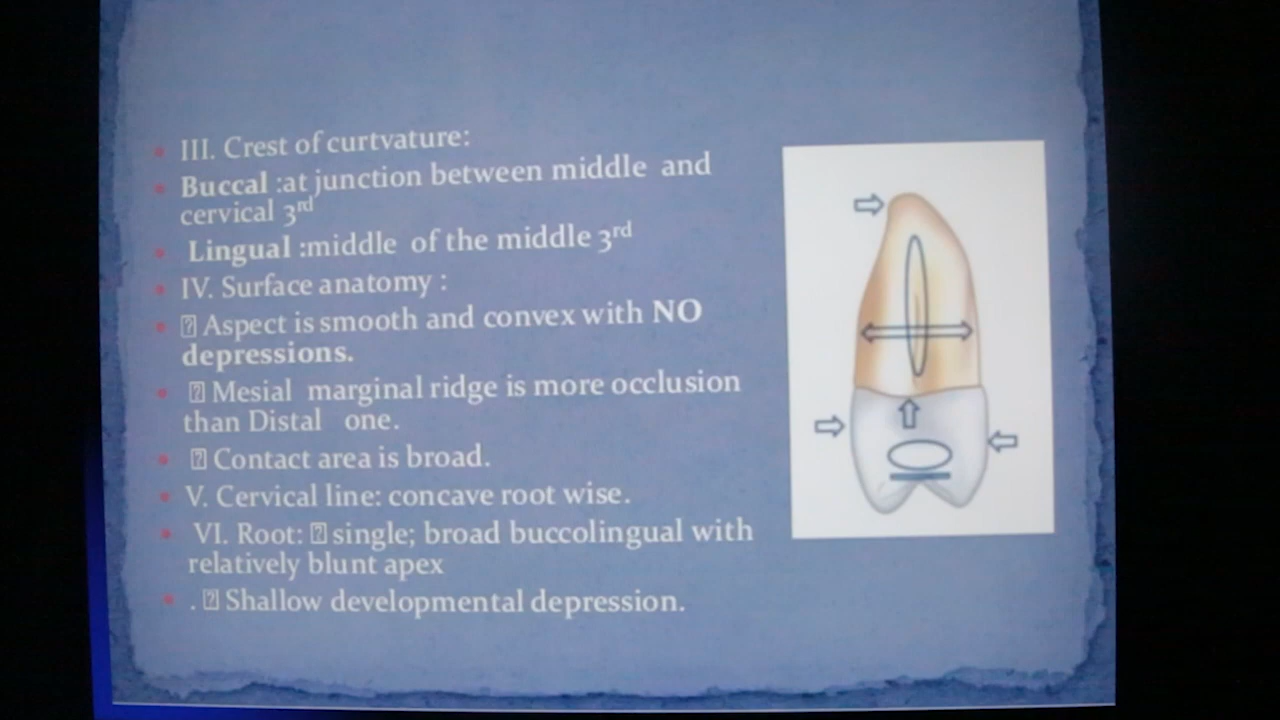 III. Crest of curtvature:
Buccal :at junction between middle and
cervical 3rd
Lingual :middle of the middle 3rd
IV. Surface anatomy :
Aspect is smooth and convex with NO
depressions.
Mesial marginal ridge is more occlusion
than Distal one.
Contact area is broad.
V. Cervical line: concave root wise.
VI. Root: single; broad buccolingual with
relatively blunt apex
. Shallow developmental depression.